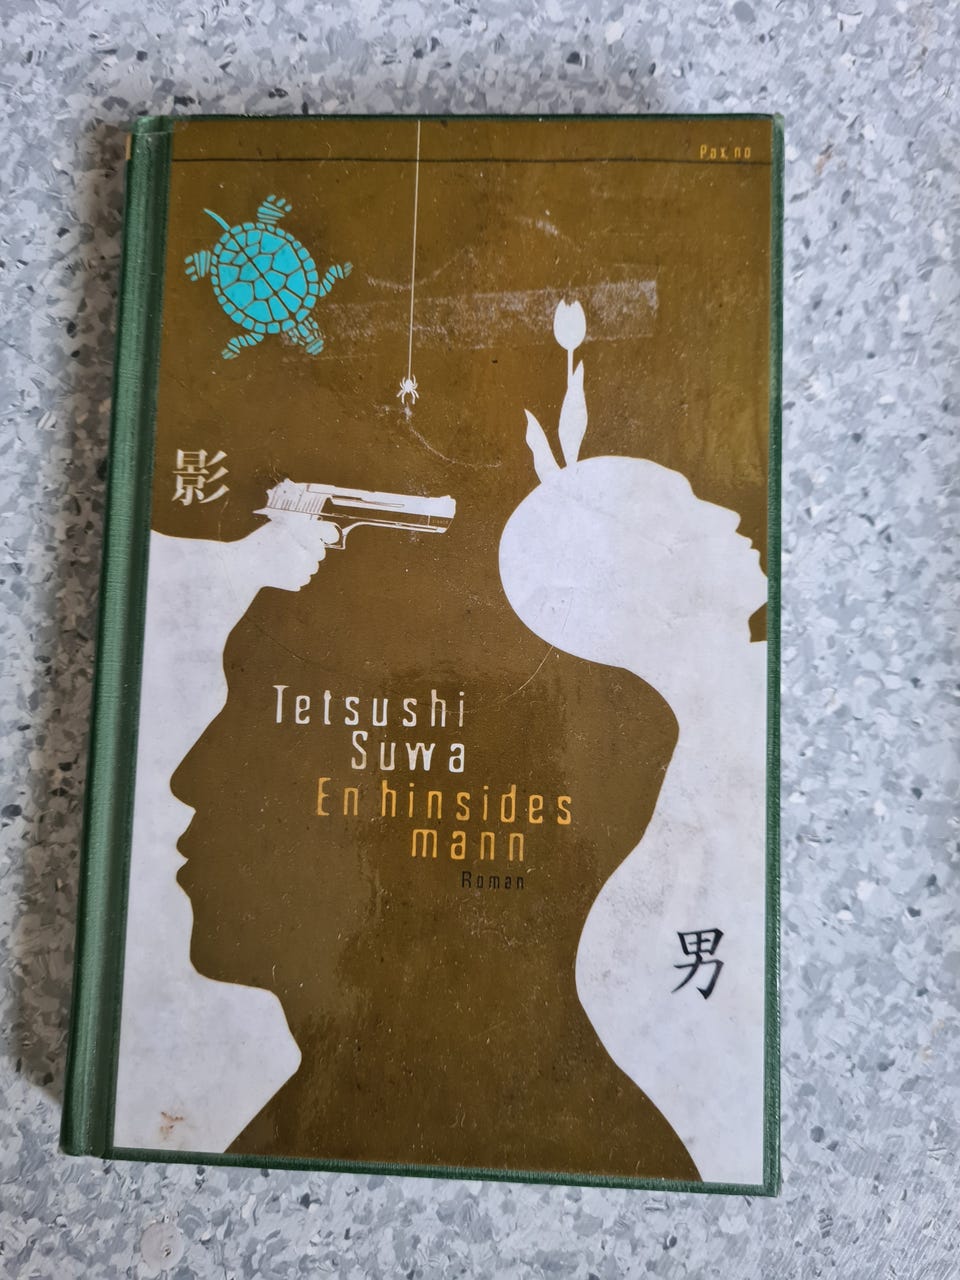 Pax.no
影
Tetsushi
Suwa
En hinsides
mann
Roman
男